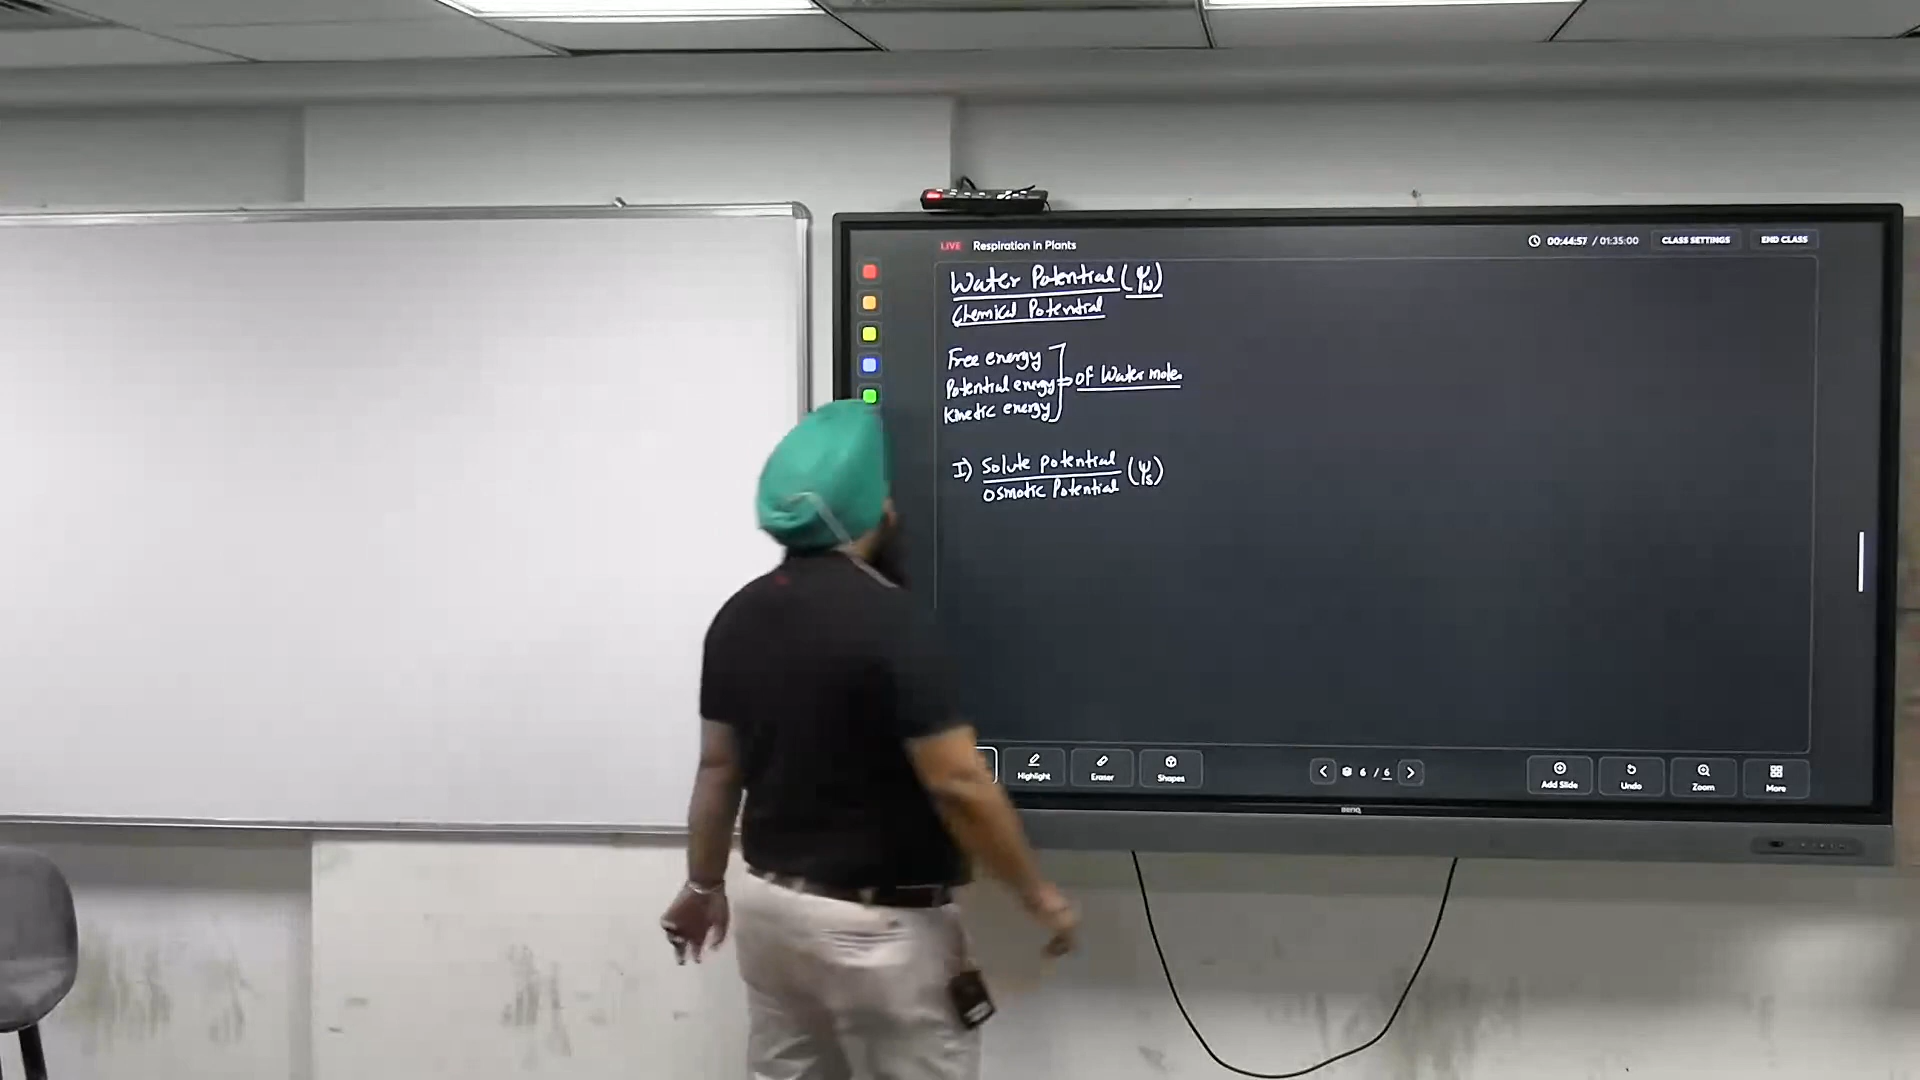 LIVE Respiration in Plants
00:44:57 / 01:35:00 CLASS SETTINGS END CLASS
Water Potential (Ψw)
Chemical Potential
Free energy
Potential energy ⇒ of Water mole.
Kinetic energy
I) Solute Potential (Ψs)
Osmotic Potential
Highlight Eraser Shapes 6 / 6 Add Slide Undo Zoom More
BenQ